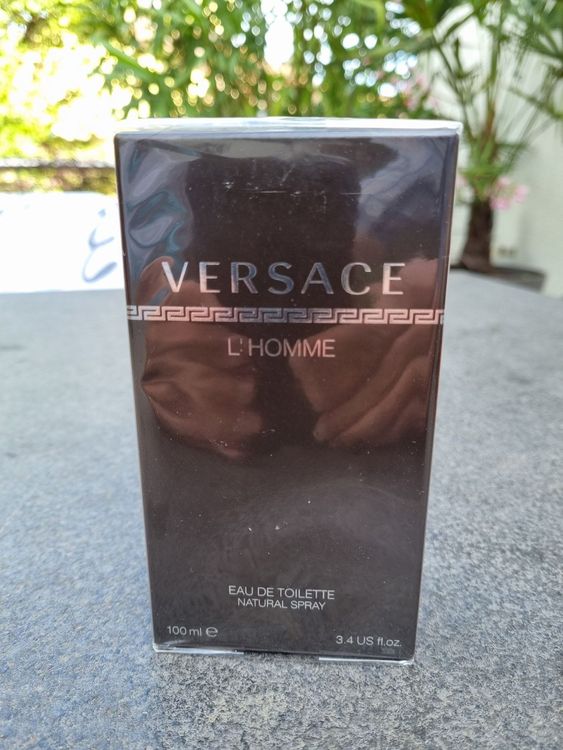 VERSACE
L'HOMME
EAU DE TOILETTE
NATURAL SPRAY
100 ml ℮
3.4 US fl.oz.